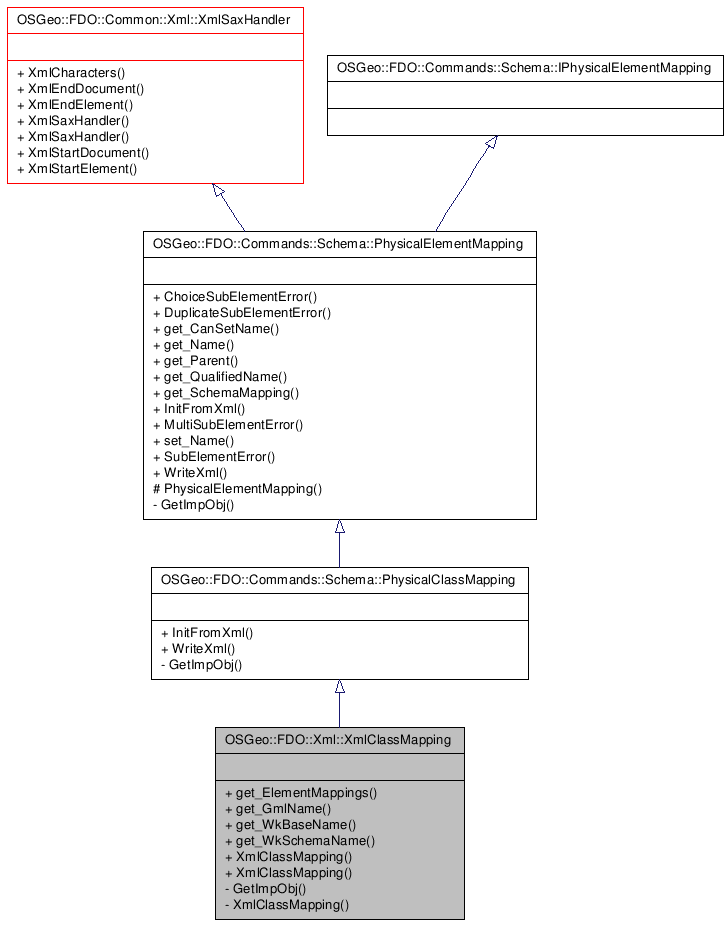 OSGeo::FDO::Common::Xml::XmlSaxHandler
+ XmlCharacters()
+ XmlEndDocument()
+ XmlEndElement()
+ XmlSaxHandler()
+ XmlSaxHandler()
+ XmlStartDocument()
+ XmlStartElement()
OSGeo::FDO::Commands::Schema::IPhysicalElementMapping
OSGeo::FDO::Commands::Schema::PhysicalElementMapping
+ ChoiceSubElementError()
+ DuplicateSubElementError()
+ get_CanSetName()
+ get_Name()
+ get_Parent()
+ get_QualifiedName()
+ get_SchemaMapping()
+ InitFromXml()
+ MultiSubElementError()
+ set_Name()
+ SubElementError()
+ WriteXml()
# PhysicalElementMapping()
- GetImpObj()
OSGeo::FDO::Commands::Schema::PhysicalClassMapping
+ InitFromXml()
+ WriteXml()
- GetImpObj()
OSGeo::FDO::Xml::XmlClassMapping
+ get_ElementMappings()
+ get_GmlName()
+ get_WkBaseName()
+ get_WkSchemaName()
+ XmlClassMapping()
+ XmlClassMapping()
- GetImpObj()
- XmlClassMapping()